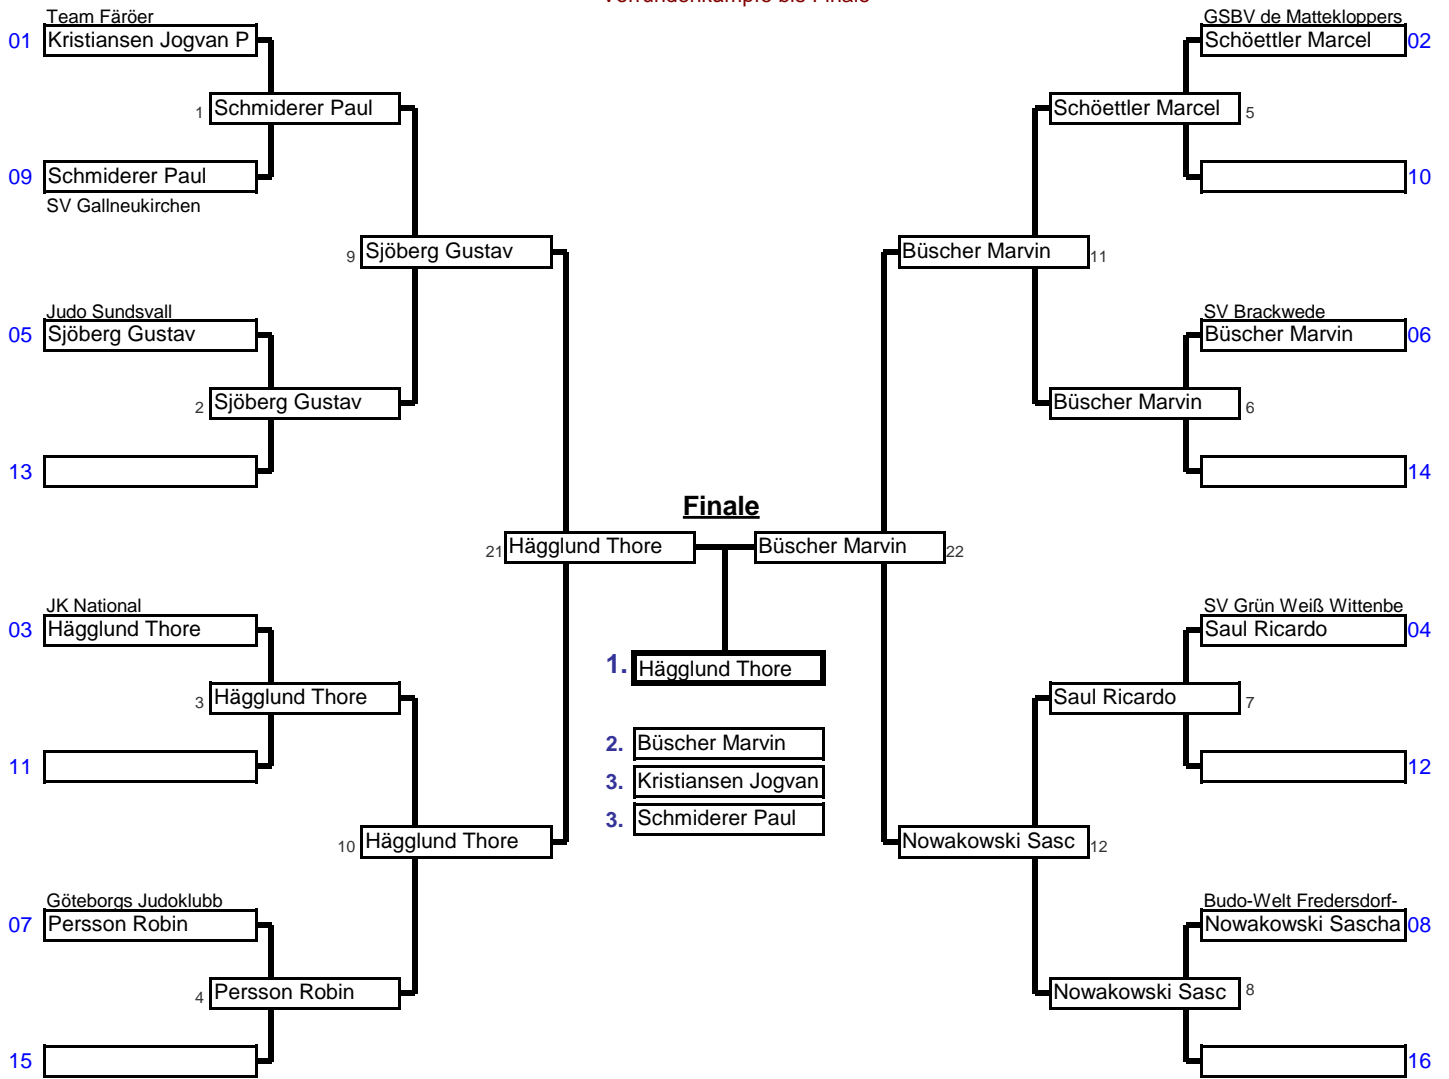 Vorrundenkämpfe bis Finale
Team Färöer
01 Kristiansen Jogvan P
1 Schmiderer Paul
09 Schmiderer Paul
SV Gallneukirchen
9 Sjöberg Gustav
Judo Sundsvall
05 Sjöberg Gustav
2 Sjöberg Gustav
13
21 Hägglund Thore
JK National
03 Hägglund Thore
3 Hägglund Thore
11
10 Hägglund Thore
Göteborgs Judoklubb
07 Persson Robin
4 Persson Robin
15
Finale
1. Hägglund Thore
2. Büscher Marvin
3. Kristiansen Jogvan
3. Schmiderer Paul
GSBV de Mattekloppers
Schöettler Marcel 02
Schöettler Marcel 5
10
Büscher Marvin 11
SV Brackwede
Büscher Marvin 06
Büscher Marvin 6
14
Büscher Marvin 22
SV Grün Weiß Wittenbe
Saul Ricardo 04
Saul Ricardo 7
12
Nowakowski Sasc 12
Budo-Welt Fredersdorf-
Nowakowski Sascha 08
Nowakowski Sasc 8
16